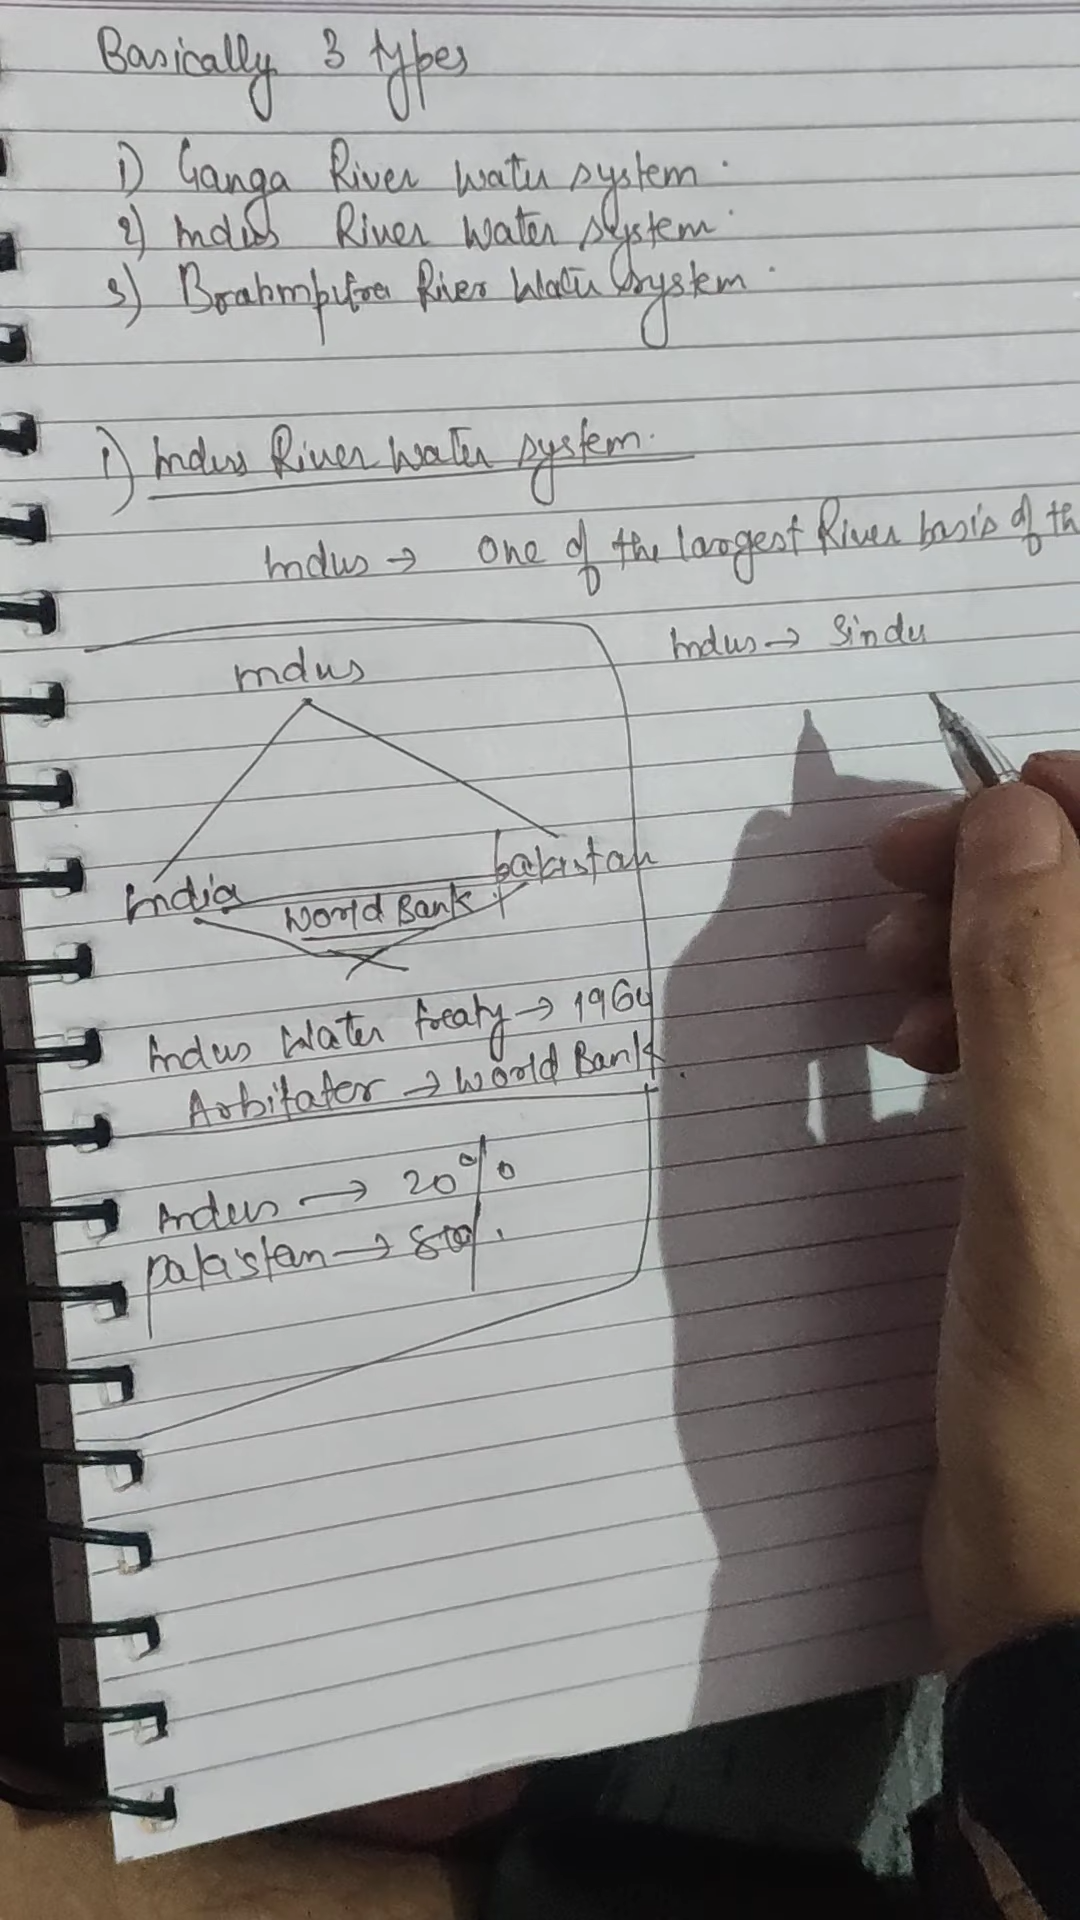 Basically 3 types
1) Ganga River Water system.
2) Indus River Water system.
3) Brahmputra River Water system.
1) Indus River Water system.
Indus → One of the largest River basis of th
Indus → Sindu
Indus
India
Pakistan
World Bank
Indus Water treaty → 1960
Arbitater → World Bank.
Indus → 20%
Pakistan → 80%.